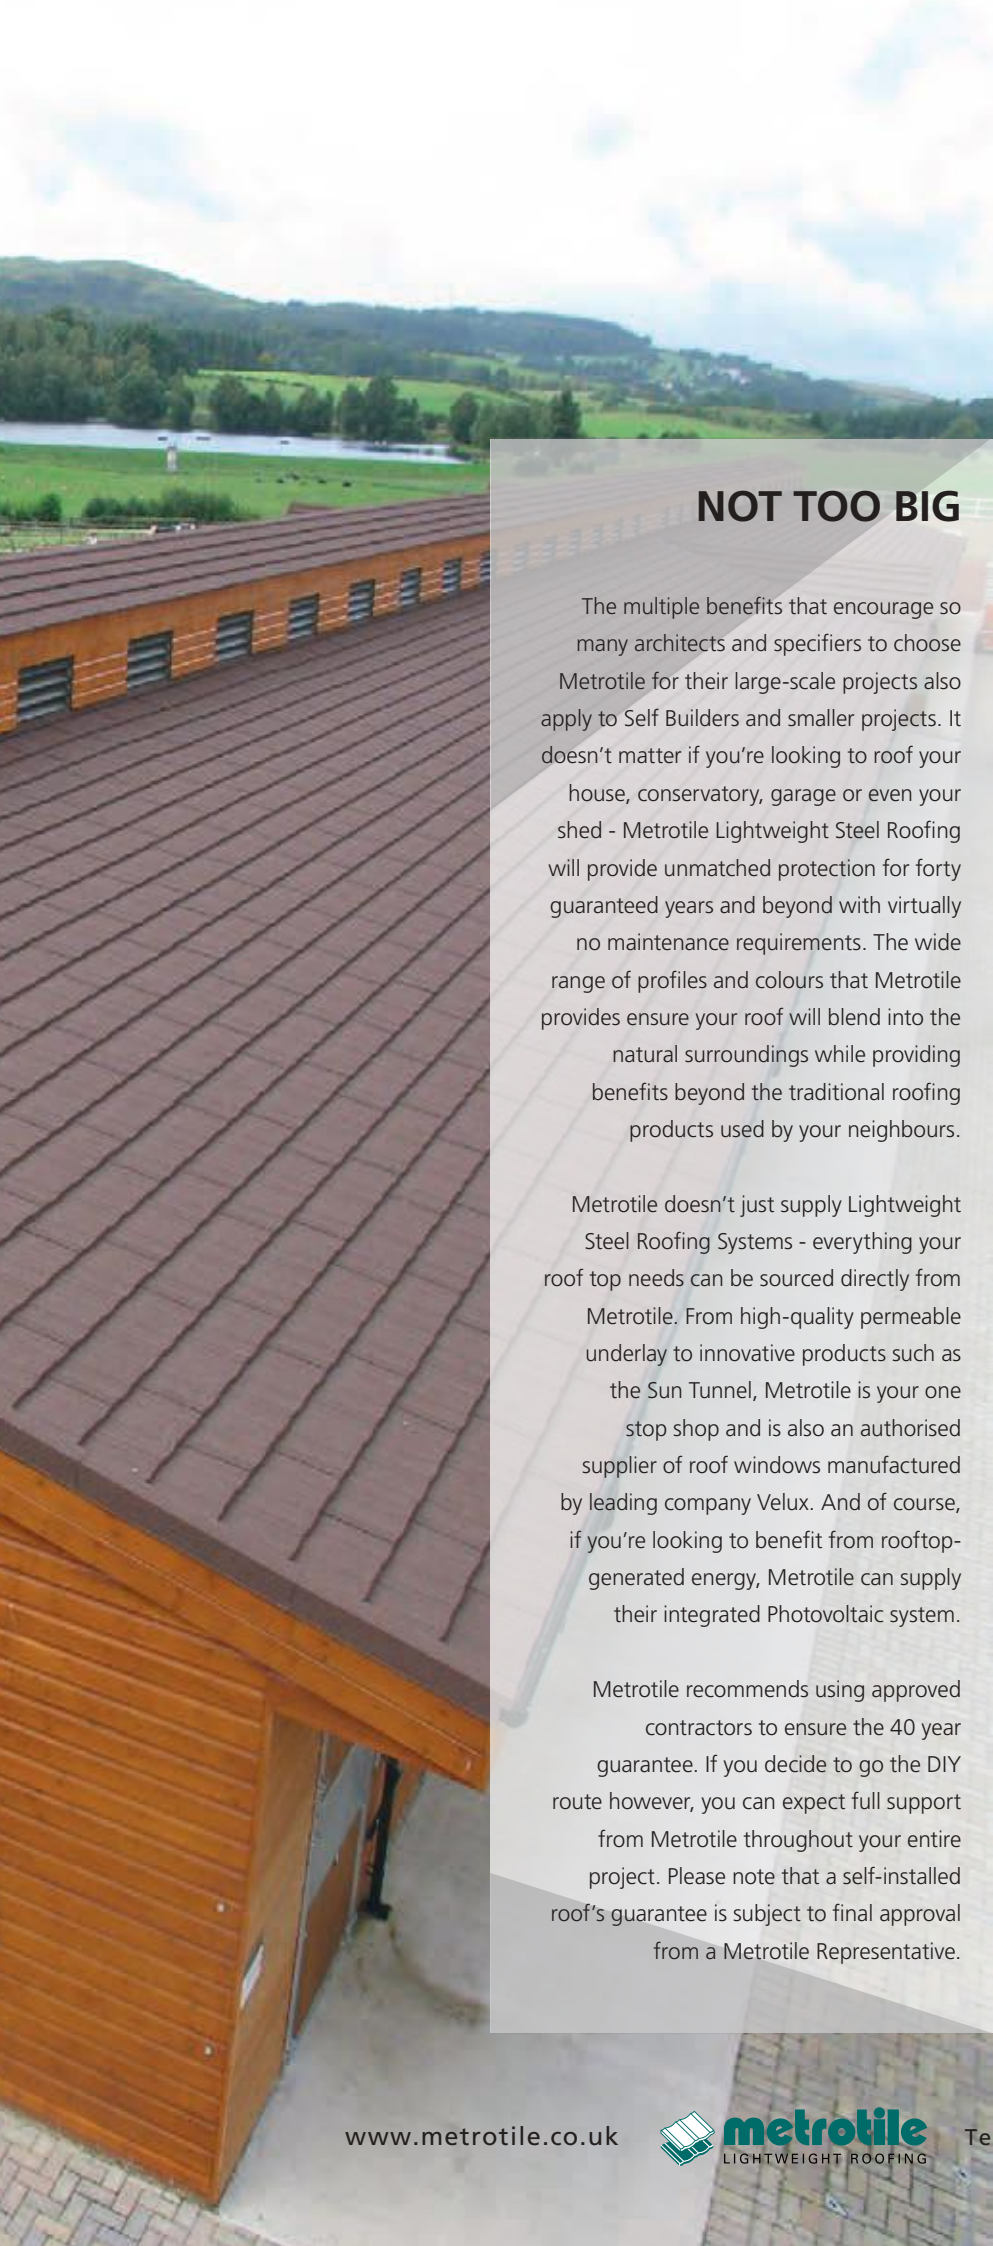 NOT TOO BIG
The multiple benefits that encourage so
many architects and specifiers to choose
Metrotile for their large-scale projects also
apply to Self Builders and smaller projects. It
doesn’t matter if you’re looking to roof your
house, conservatory, garage or even your
shed - Metrotile Lightweight Steel Roofing
will provide unmatched protection for forty
guaranteed years and beyond with virtually
no maintenance requirements. The wide
range of profiles and colours that Metrotile
provides ensure your roof will blend into the
natural surroundings while providing
benefits beyond the traditional roofing
products used by your neighbours.
Metrotile doesn’t just supply Lightweight
Steel Roofing Systems - everything your
roof top needs can be sourced directly from
Metrotile. From high-quality permeable
underlay to innovative products such as
the Sun Tunnel, Metrotile is your one
stop shop and is also an authorised
supplier of roof windows manufactured
by leading company Velux. And of course,
if you’re looking to benefit from rooftop-
generated energy, Metrotile can supply
their integrated Photovoltaic system.
Metrotile recommends using approved
contractors to ensure the 40 year
guarantee. If you decide to go the DIY
route however, you can expect full support
from Metrotile throughout your entire
project. Please note that a self-installed
roof’s guarantee is subject to final approval
from a Metrotile Representative.
www.metrotile.co.uk
metrotile
LIGHTWEIGHT ROOFING
Te